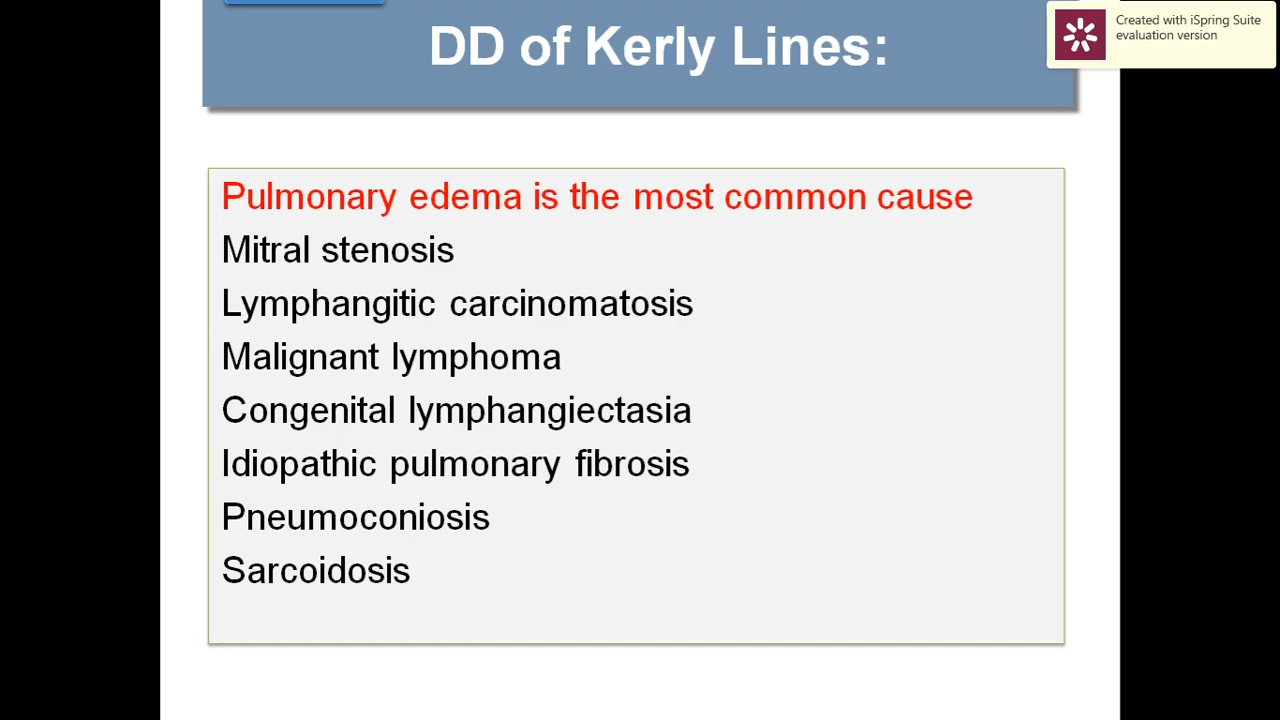 DD of Kerly Lines:
Created with iSpring Suite
evaluation version
Pulmonary edema is the most common cause
Mitral stenosis
Lymphangitic carcinomatosis
Malignant lymphoma
Congenital lymphangiectasia
Idiopathic pulmonary fibrosis
Pneumoconiosis
Sarcoidosis